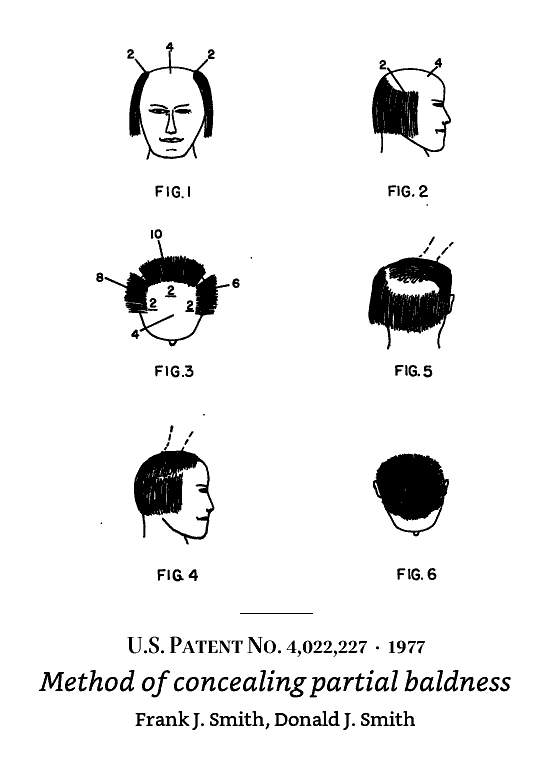 2 4 2
2 4
FIG.1
FIG. 2
10
8 6
2
2 2
4
FIG.3
FIG.5
FIG. 4
FIG. 6
U.S. PATENT NO. 4,022,227 · 1977
Method of concealing partial baldness
Frank J. Smith, Donald J. Smith